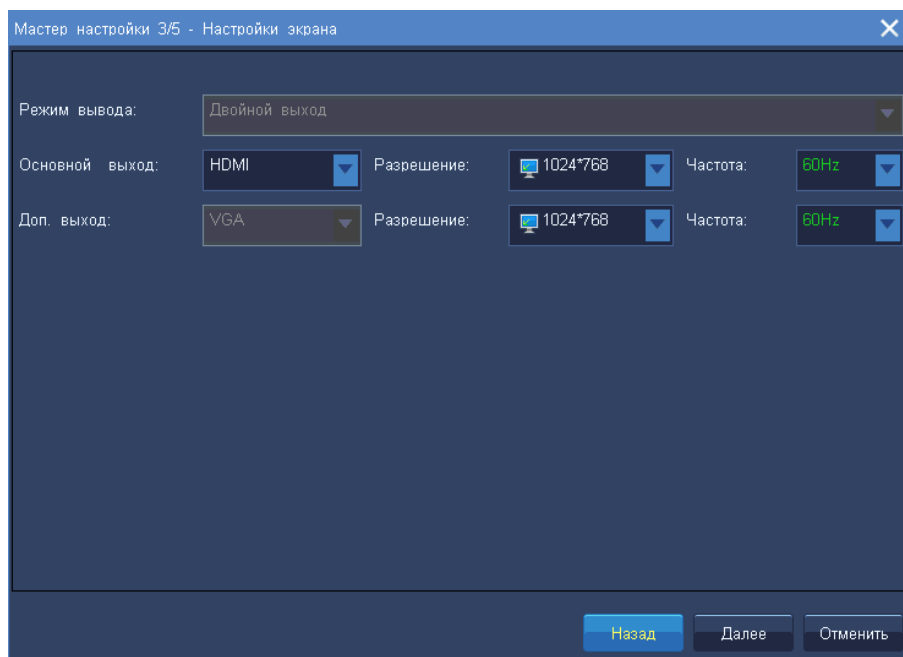 Мастер настройки 3/5 - Настройки экрана
Режим вывода: Двойной выход
Основной выход: HDMI Разрешение: 1024*768 Частота: 60Hz
Доп. выход: VGA Разрешение: 1024*768 Частота: 60Hz
Назад Далее Отменить